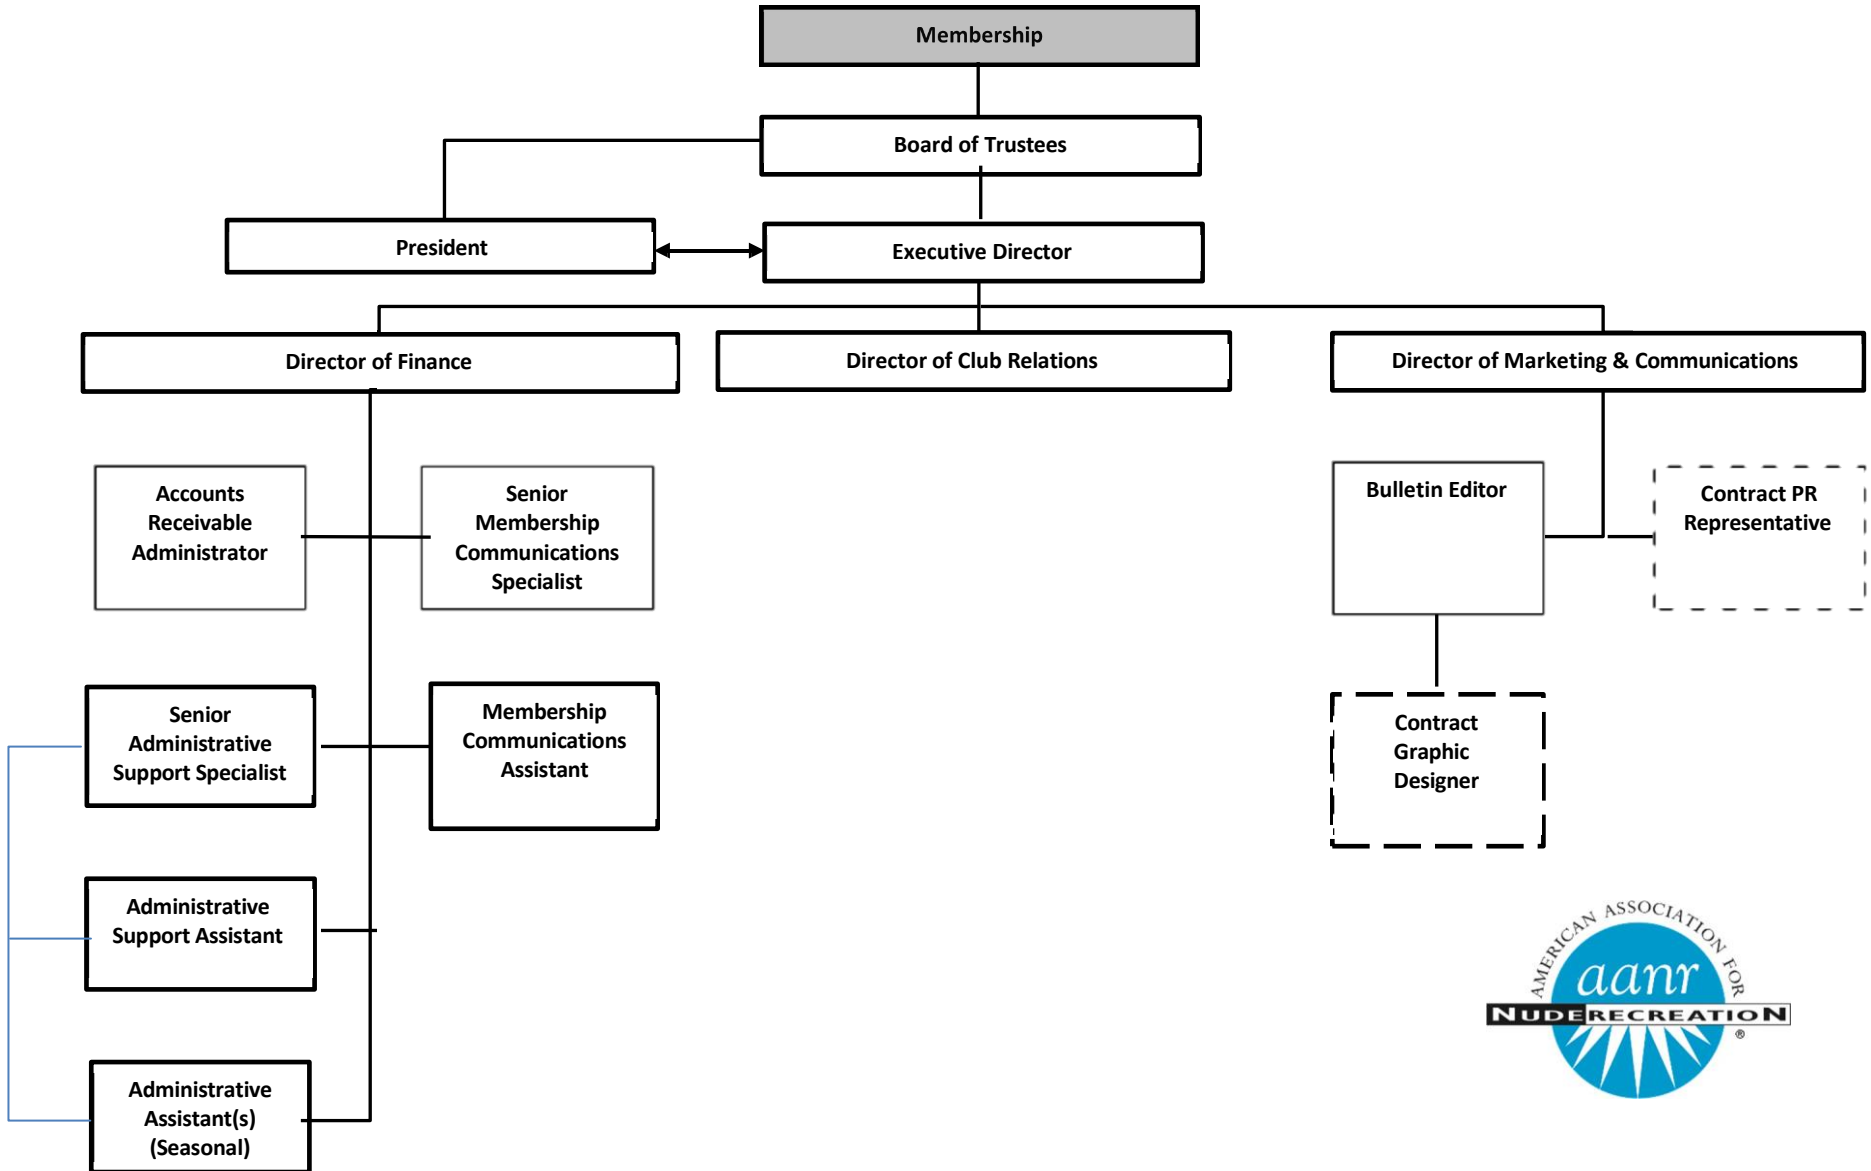 Membership
Board of Trustees
President
Executive Director
Director of Finance
Director of Club Relations
Director of Marketing & Communications
Accounts
Receivable
Administrator
Senior
Membership
Communications
Specialist
Bulletin Editor
Contract PR
Representative
Senior
Administrative
Support Specialist
Membership
Communications
Assistant
Contract
Graphic
Designer
Administrative
Support Assistant
Administrative
Assistant(s)
(Seasonal)
AMERICAN ASSOCIATION FOR
aanr
NUDERECREATION
®